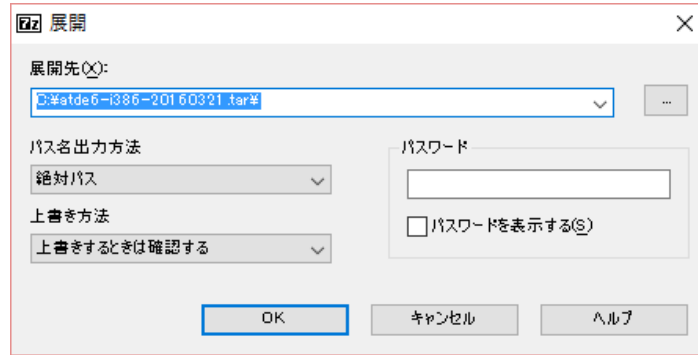 7z 展開
展開先(X):
C:¥atde6-i386-20160321.tar¥
...
パス名出力方法
絶対パス
上書き方法
上書きするときは確認する
パスワード
パスワードを表示する(S)
OK
キャンセル
ヘルプ